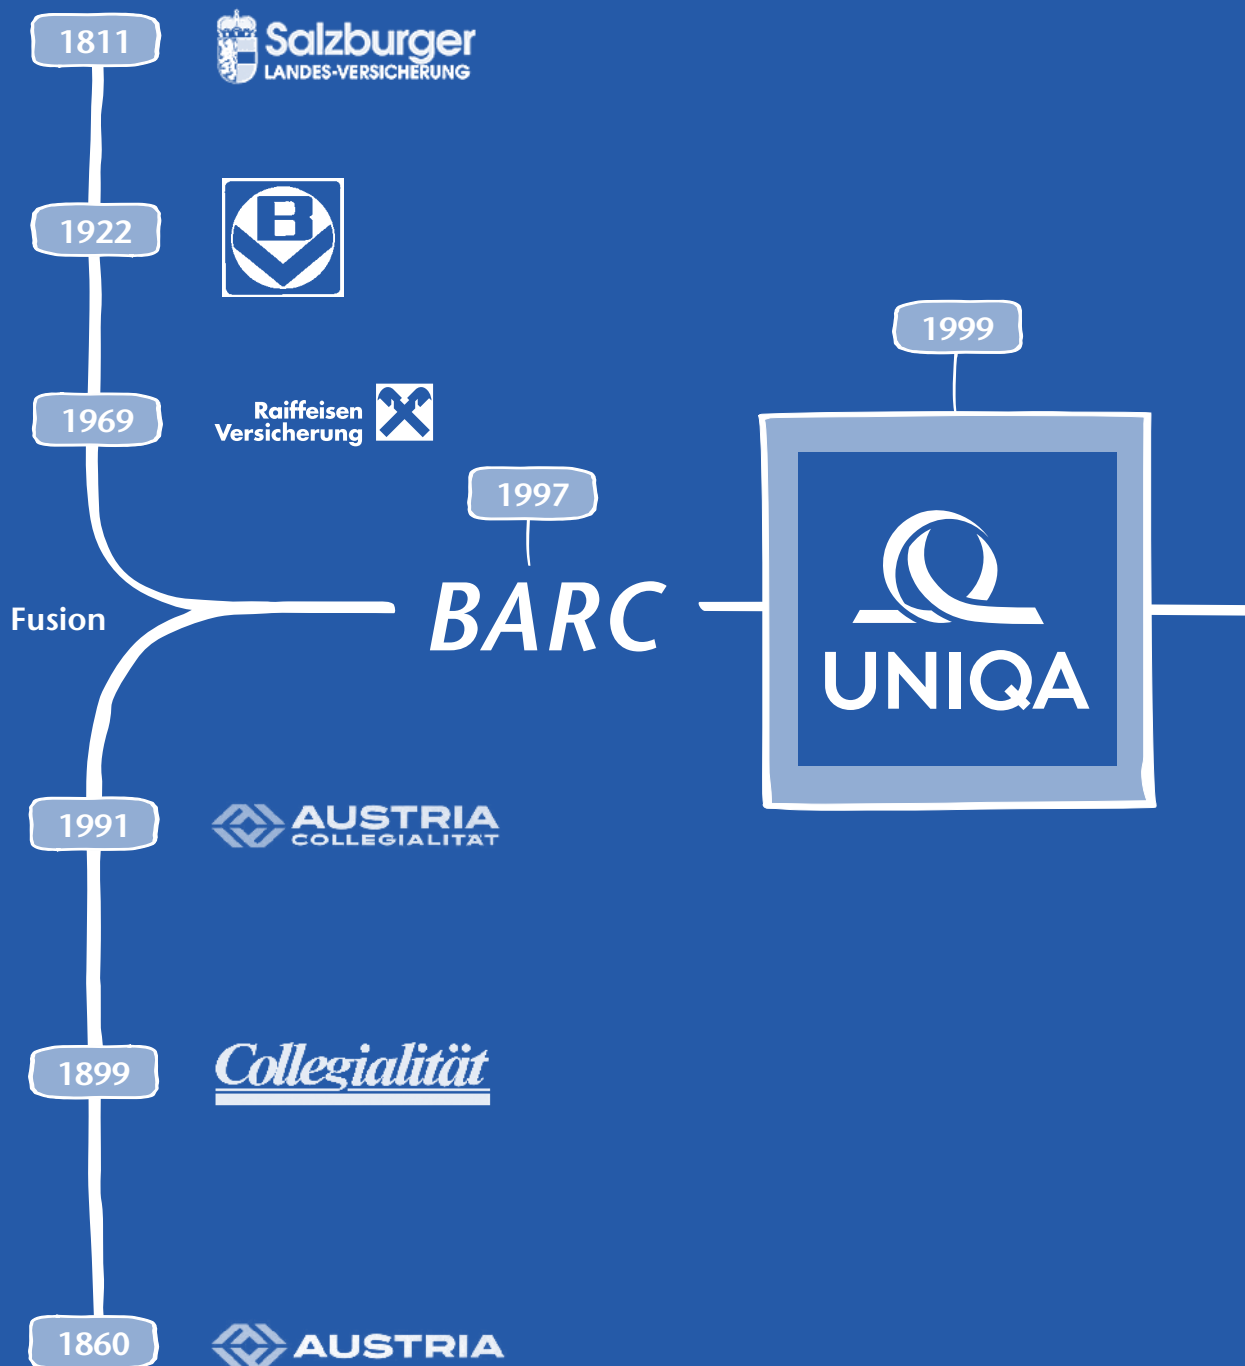 1811
Salzburger
LANDES-VERSICHERUNG
1922
BV
1999
1969
Raiffeisen
Versicherung
1997
BARC
Fusion
UNIQA
1991
AUSTRIA
COLLEGIALITÄT
1899
Collegialität
1860
AUSTRIA